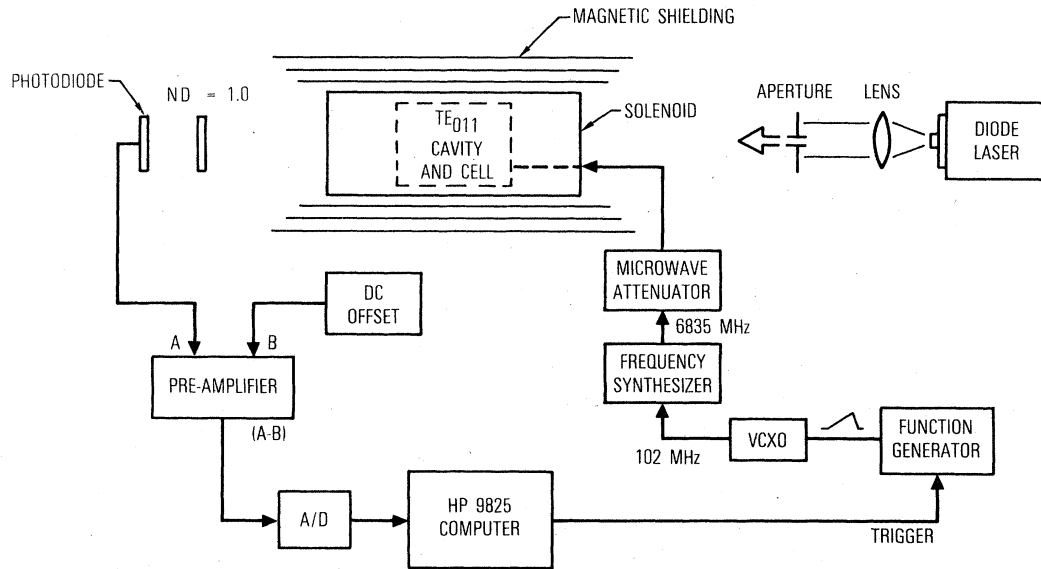 MAGNETIC SHIELDING
PHOTODIODE
ND = 1.0
APERTURE
LENS
TE011
CAVITY
AND CELL
SOLENOID
DIODE
LASER
MICROWAVE
ATTENUATOR
DC
OFFSET
6835 MHz
A
B
FREQUENCY
SYNTHESIZER
PRE-AMPLIFIER
(A-B)
VCXO
FUNCTION
GENERATOR
102 MHz
A/D
HP 9825
COMPUTER
TRIGGER